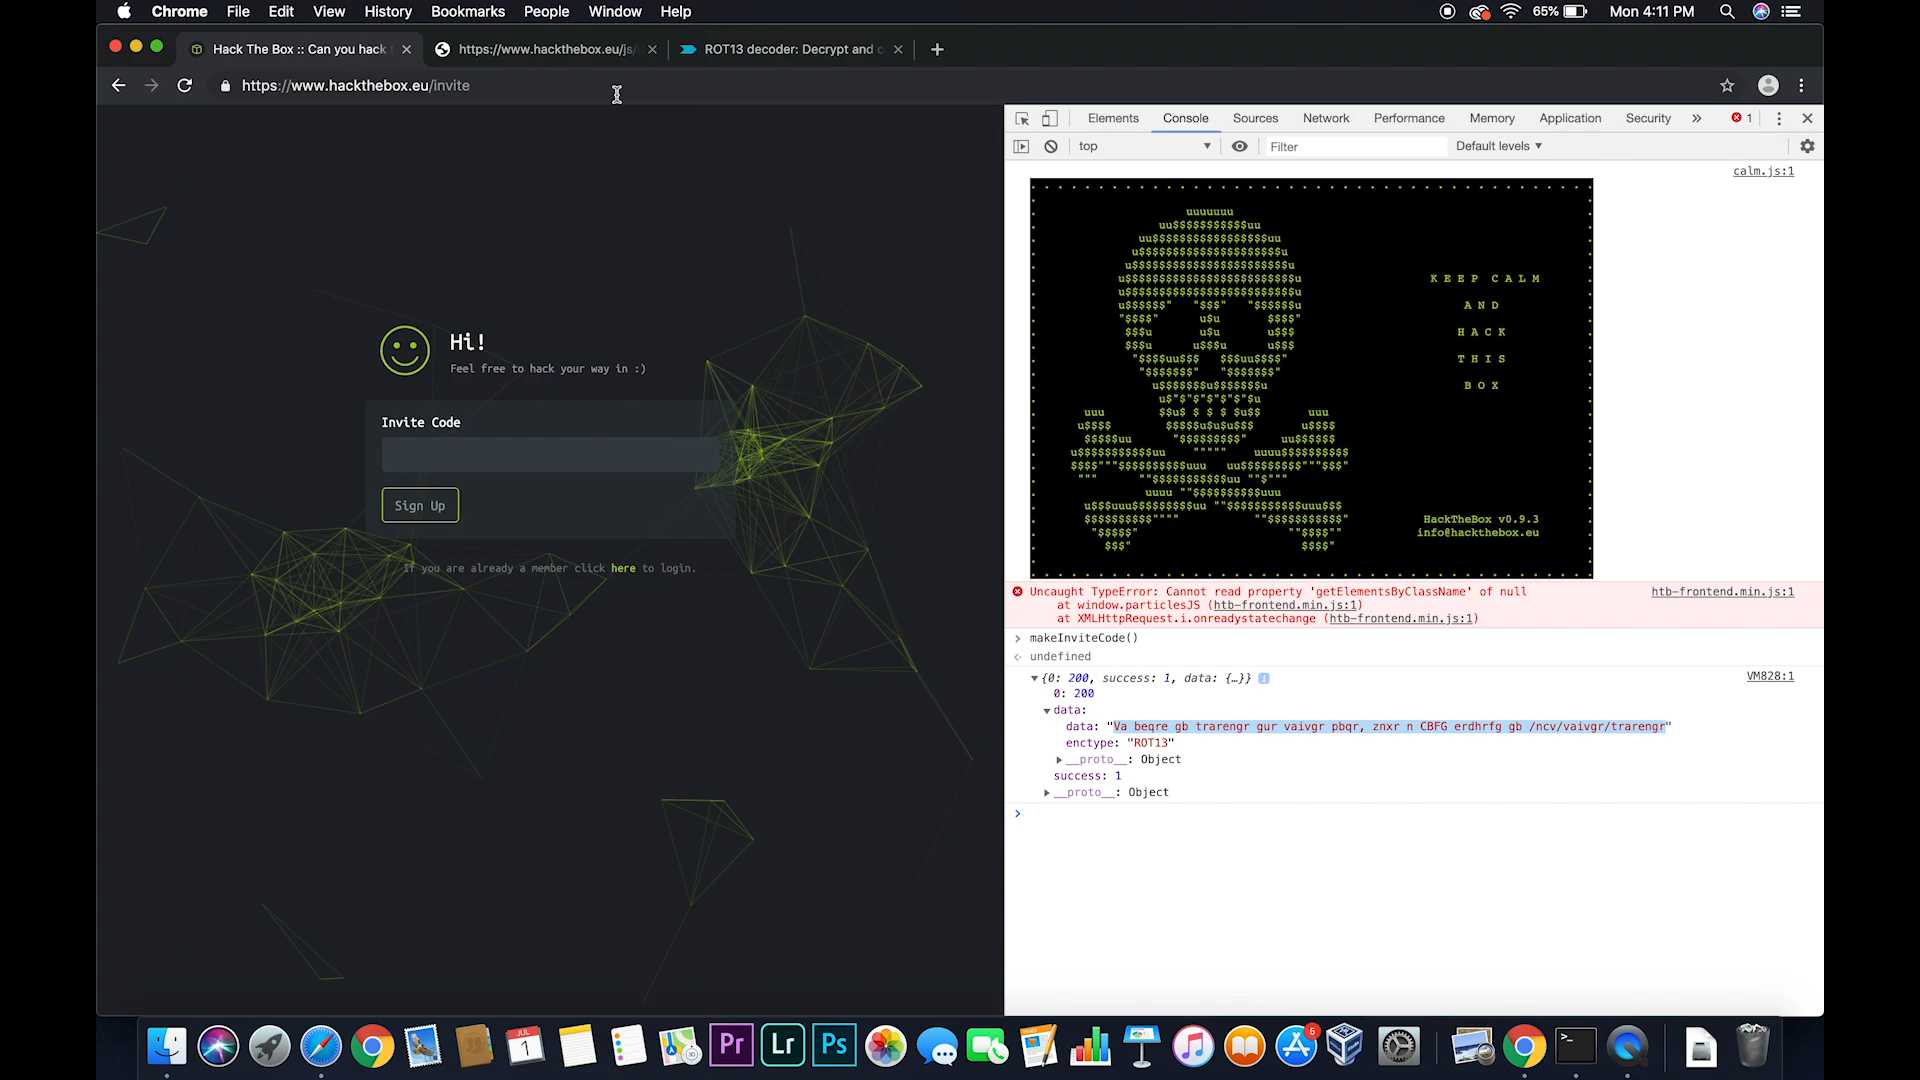 Chrome File Edit View History Bookmarks People Window Help
65% Mon 4:11 PM
Hack The Box :: Can you hack
https://www.hackthebox.eu/js/
ROT13 decoder: Decrypt and
https://www.hackthebox.eu/invite
Elements Console Sources Network Performance Memory Application Security » 1
top Filter Default levels
calm.js:1
K E E P C A L M
A N D
H A C K
T H I S
B O X
HackTheBox v0.9.3
info@hackthebox.eu
Hi!
Feel free to hack your way in :)
Invite Code
Sign Up
If you are already a member click here to login.
Uncaught TypeError: Cannot read property 'getElementsByClassName' of null htb-frontend.min.js:1
at window.particlesJS (htb-frontend.min.js:1)
at XMLHttpRequest.i.onreadystatechange (htb-frontend.min.js:1)
> makeInviteCode()
undefined
{0: 200, success: 1, data: {…}} VM828:1
0: 200
data:
data: "Va beqre gb trarengr gur vaivgr pbqr, znxr n CBFG erdhrfg gb /ncv/vaivgr/trarengr"
enctype: "ROT13"
__proto__: Object
success: 1
__proto__: Object
>
JUL
1
Pr Lr Ps
5